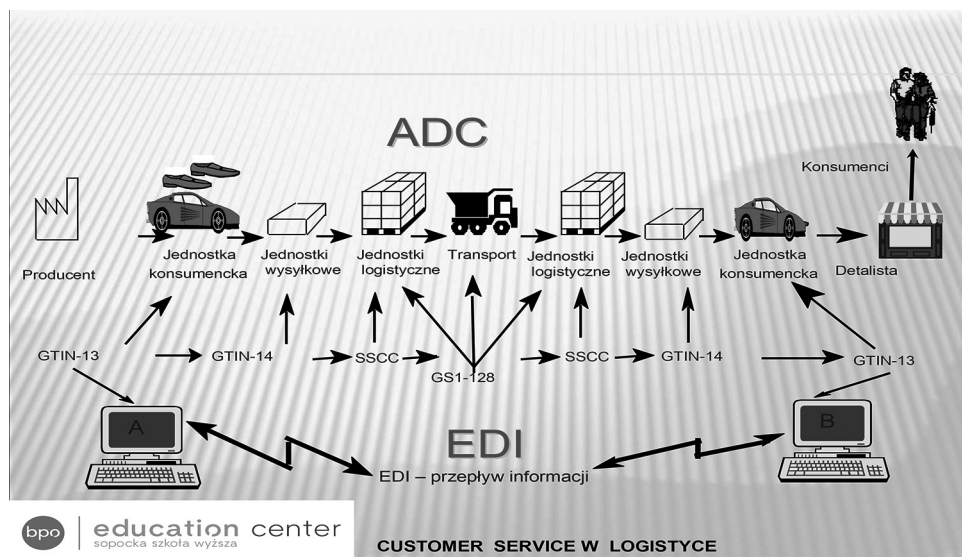 ADC
Konsumenci
Producent
Jednostka
konsumencka
Jednostki
wysyłkowe
Jednostki
logistyczne
Transport
Jednostki
logistyczne
Jednostki
wysyłkowe
Jednostka
konsumencka
Detalista
GTIN-13
GTIN-14
SSCC
GS1-128
SSCC
GTIN-14
GTIN-13
A
B
EDI
EDI – przepływ informacji
bpo
education center
sopocka szkoła wyższa
CUSTOMER SERVICE W LOGISTYCE